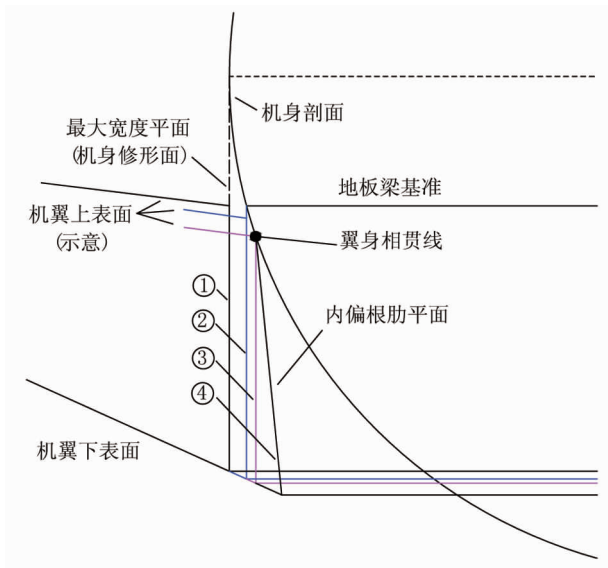 机身剖面
最大宽度平面
(机身修形面)
地板梁基准
机翼上表面
(示意)
翼身相贯线
①
②
内偏根肋平面
③
④
机翼下表面